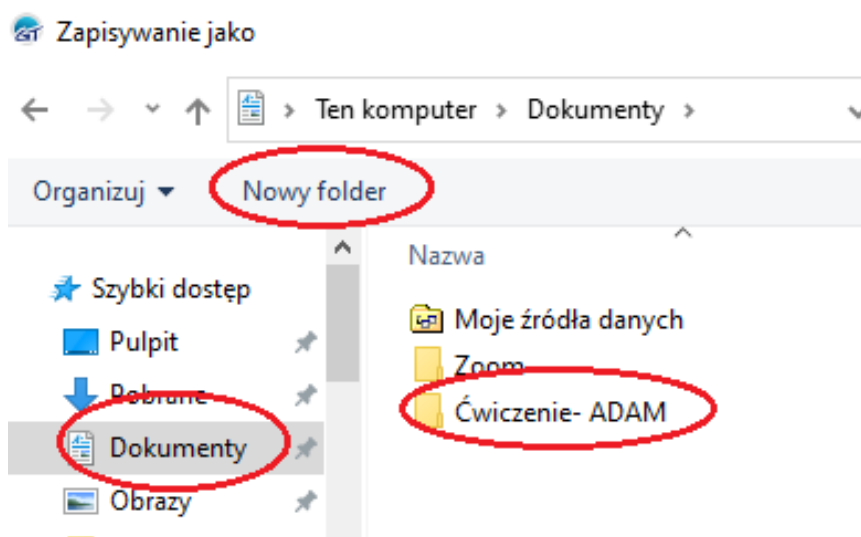 Zapisywanie jako
Ten komputer > Dokumenty >
Organizuj Nowy folder
Nazwa
Szybki dostęp
Pulpit
Pobrane
Dokumenty
Obrazy
Moje źródła danych
Zoom
Ćwiczenie- ADAM